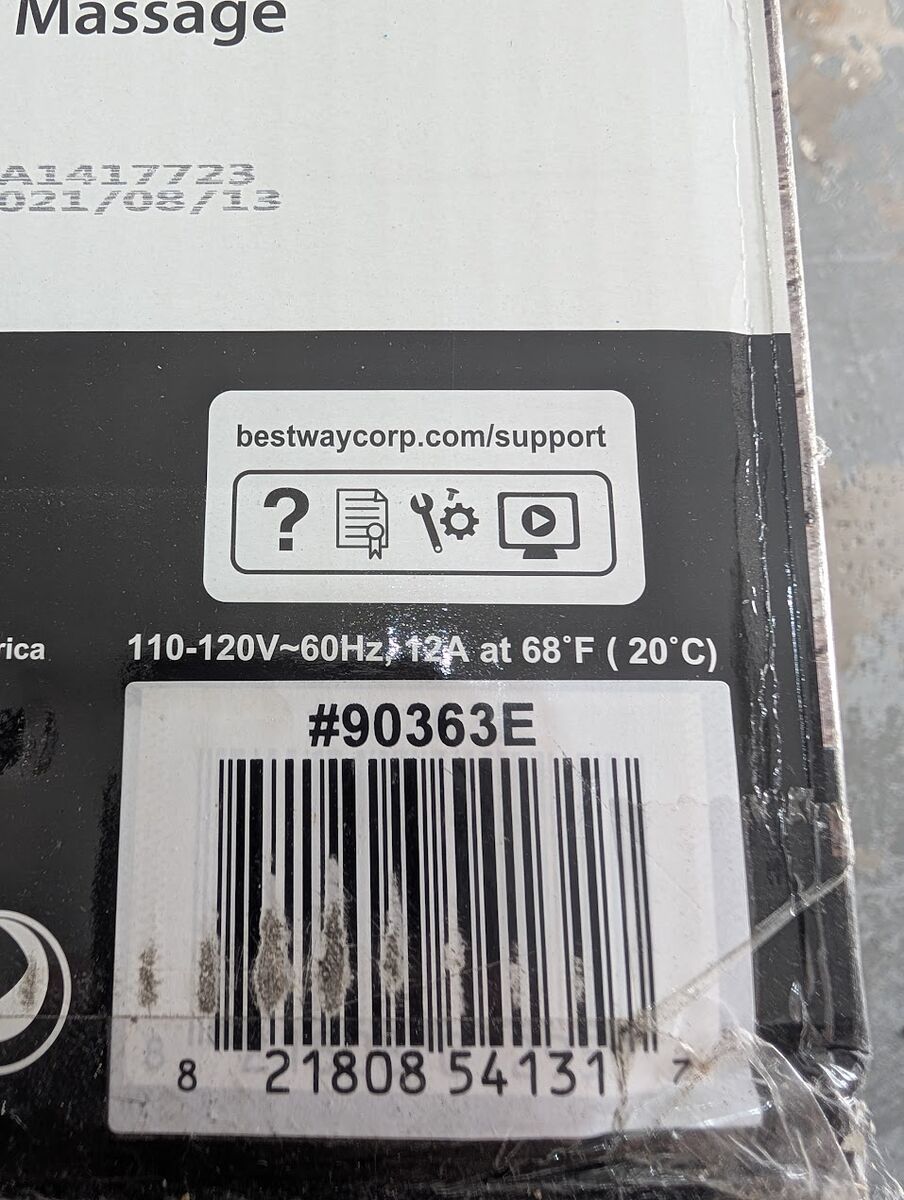 Massage
A1417723
021/08/13
bestwaycorp.com/support
?
rica
110-120V~60Hz, 12A at 68°F ( 20°C)
#90363E
8 21808 54131 7